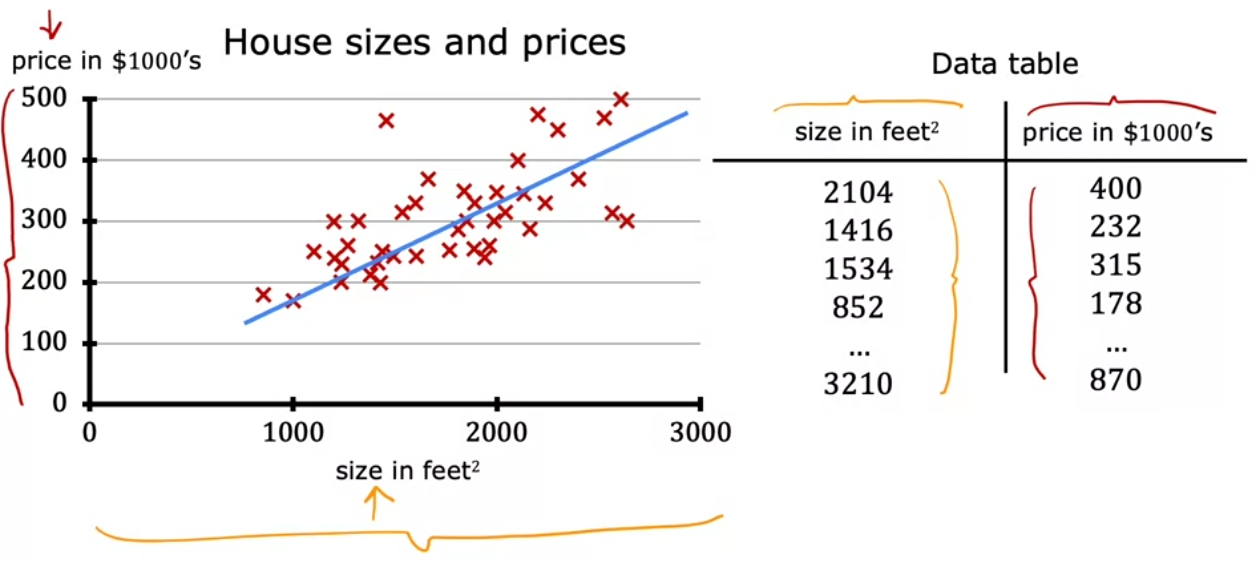 House sizes and prices
price in $1000's
500
400
300
200
100
0
0 1000 2000 3000
size in feet²
Data table
size in feet² price in $1000's
2104 400
1416 232
1534 315
852 178
... ...
3210 870